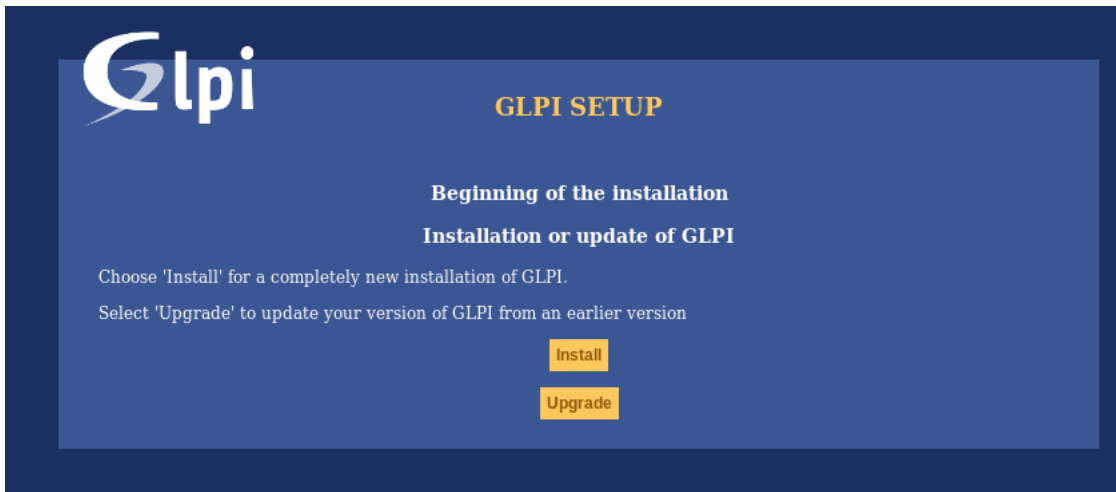 Glpi
GLPI SETUP
Beginning of the installation
Installation or update of GLPI
Choose 'Install' for a completely new installation of GLPI.
Select 'Upgrade' to update your version of GLPI from an earlier version
Install
Upgrade